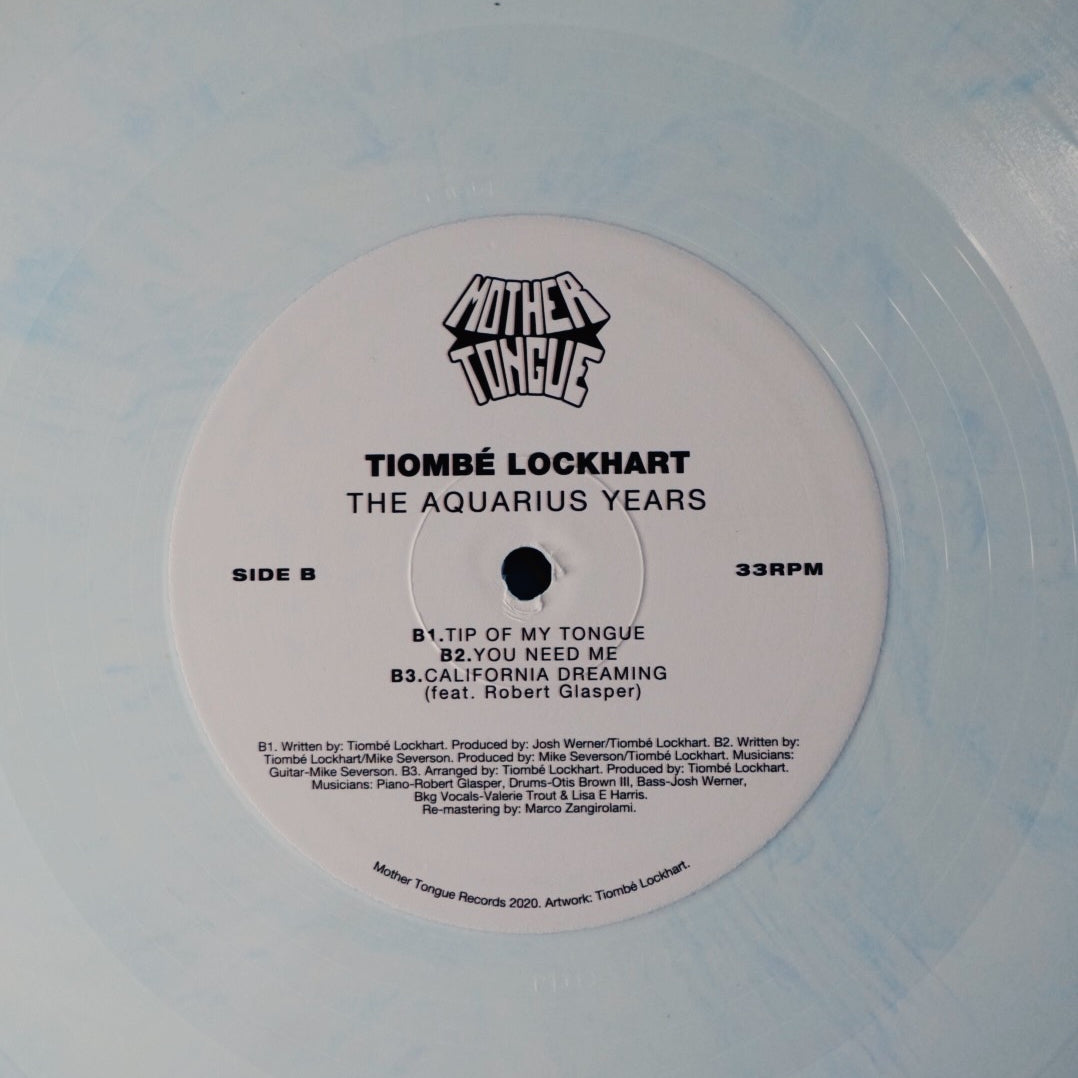 MOTHER
TONGUE
TIOMBÉ LOCKHART
THE AQUARIUS YEARS
SIDE B
33RPM
B1.TIP OF MY TONGUE
B2.YOU NEED ME
B3.CALIFORNIA DREAMING
(feat. Robert Glasper)
B1. Written by: Tiombé Lockhart. Produced by: Josh Werner/Tiombé Lockhart. B2. Written by:
Tiombé Lockhart/Mike Severson. Produced by: Mike Severson/Tiombé Lockhart. Musicians:
Guitar-Mike Severson. B3. Arranged by: Tiombé Lockhart. Produced by: Tiombé Lockhart.
Musicians: Piano-Robert Glasper, Drums-Otis Brown III, Bass-Josh Werner,
Bkg Vocals-Valerie Trout & Lisa E Harris.
Re-mastering by: Marco Zangirolami.
Mother Tongue Records 2020. Artwork: Tiombé Lockhart.